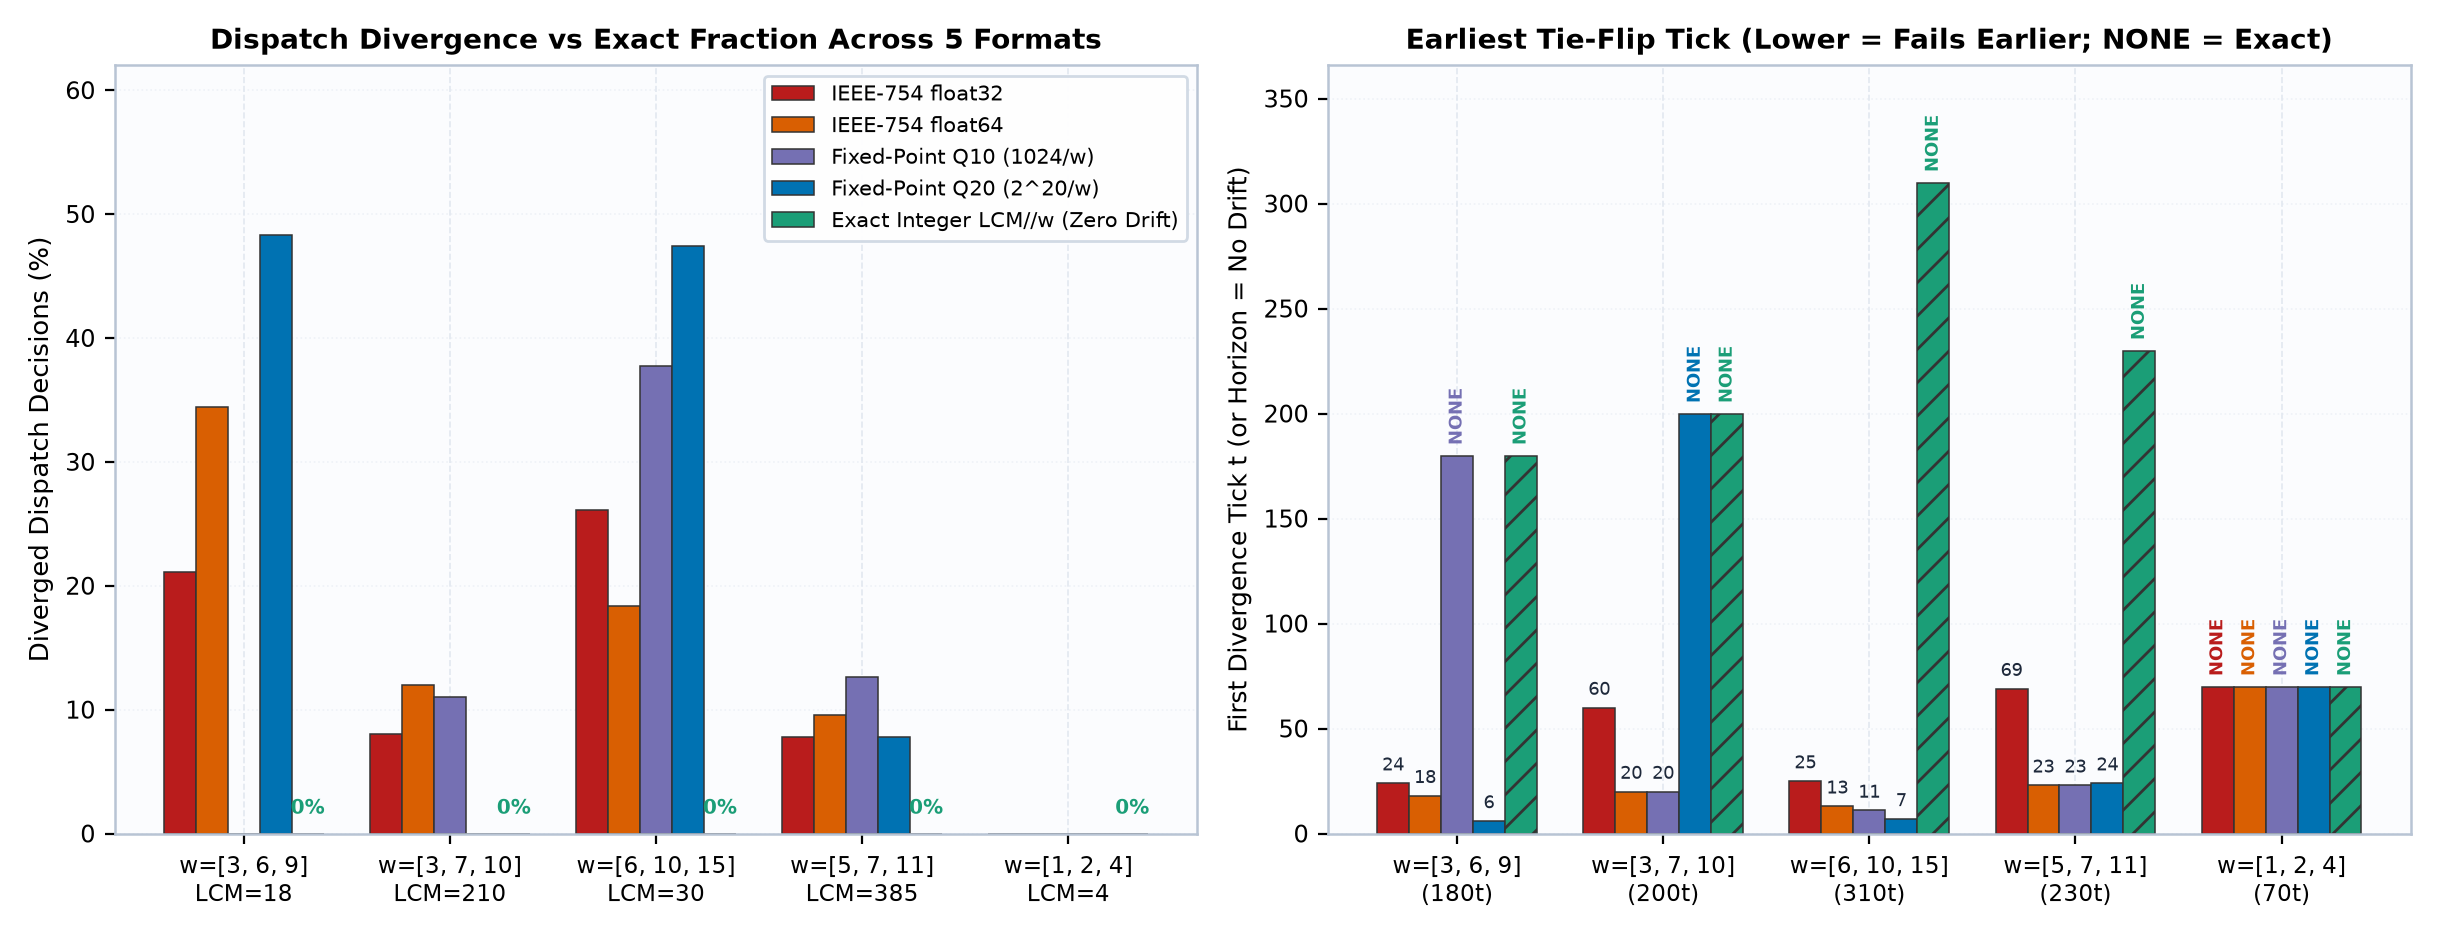 Dispatch Divergence vs Exact Fraction Across 5 Formats
Diverged Dispatch Decisions (%)
60
50
40
30
20
10
0
IEEE-754 float32
IEEE-754 float64
Fixed-Point Q10 (1024/w)
Fixed-Point Q20 (2^20/w)
Exact Integer LCM//w (Zero Drift)
0%
0%
0%
0%
0%
w=[3, 6, 9]
LCM=18
w=[3, 7, 10]
LCM=210
w=[6, 10, 15]
LCM=30
w=[5, 7, 11]
LCM=385
w=[1, 2, 4]
LCM=4
Earliest Tie-Flip Tick (Lower = Fails Earlier; NONE = Exact)
First Divergence Tick t (or Horizon = No Drift)
350
300
250
200
150
100
50
0
24
18
NONE
6
NONE
60
20
20
NONE
NONE
25
13
11
7
NONE
69
23
23
24
NONE
NONE
NONE
NONE
NONE
NONE
w=[3, 6, 9]
(180t)
w=[3, 7, 10]
(200t)
w=[6, 10, 15]
(310t)
w=[5, 7, 11]
(230t)
w=[1, 2, 4]
(70t)